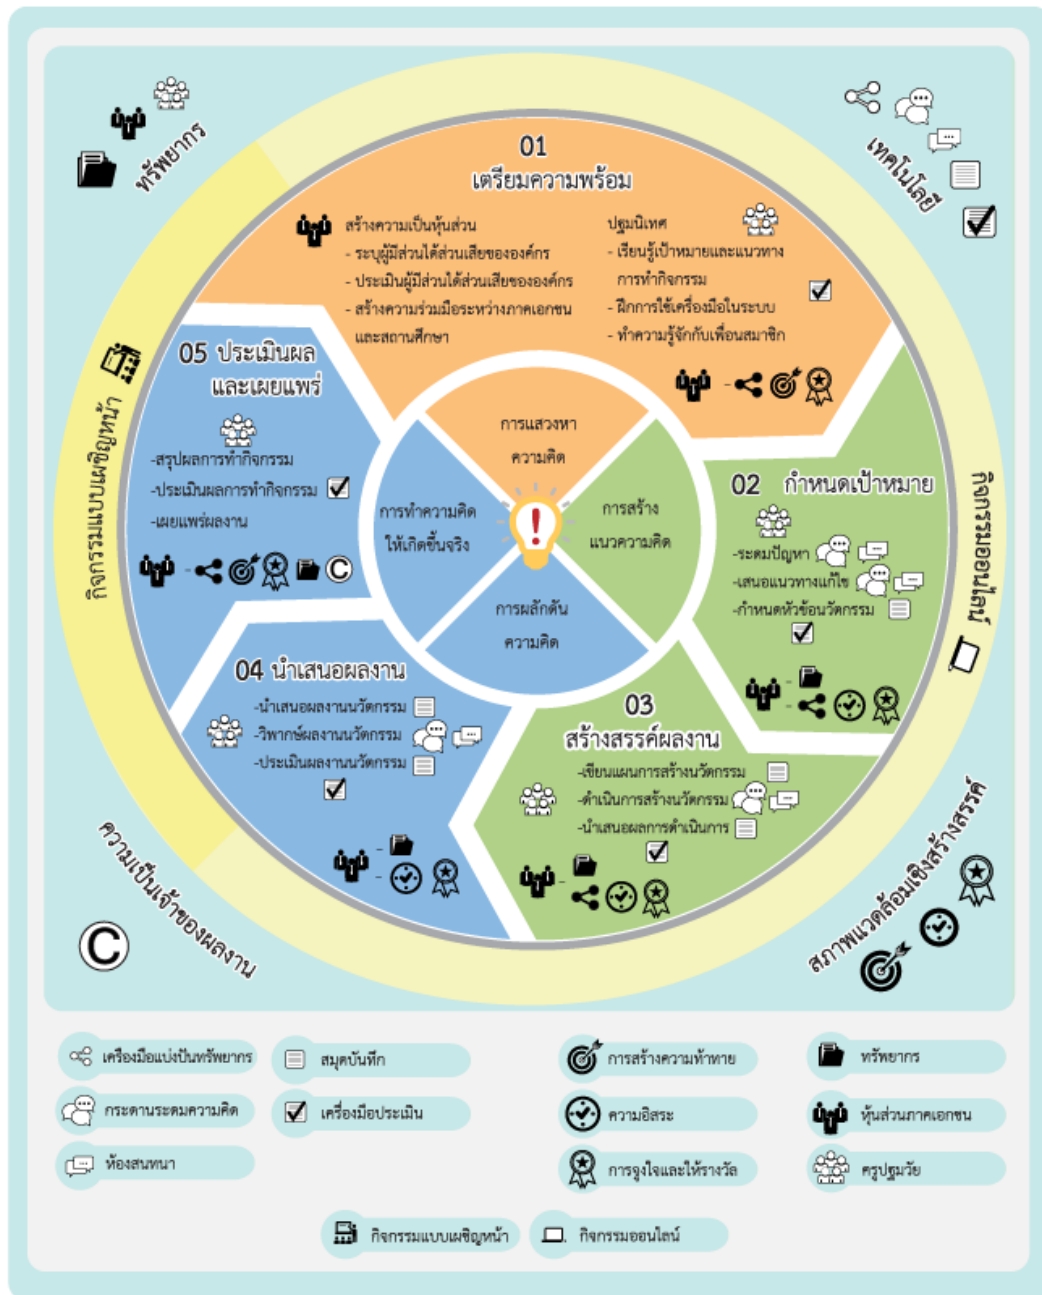 ทรัพยากร
เทคโนโลยี
01
เตรียมความพร้อม
สร้างความเป็นหุ้นส่วน
- ระบุผู้มีส่วนได้ส่วนเสียขององค์กร
- ประเมินผู้มีส่วนได้ส่วนเสียขององค์กร
- สร้างความร่วมมือระหว่างภาคเอกชน
และสถานศึกษา
ปฐมนิเทศ
- เรียนรู้เป้าหมายและแนวทาง
การทำกิจกรรม
- ฝึกการใช้เครื่องมือในระบบ
- ทำความรู้จักกับเพื่อนสมาชิก
กิจกรรมแบบเผชิญหน้า
05 ประเมินผล
และเผยแพร่
-สรุปผลการทำกิจกรรม
-ประเมินผลการทำกิจกรรม
-เผยแพร่ผลงาน
C
การแสวงหา
ความคิด
การทำความคิด
ให้เกิดขึ้นจริง
การสร้าง
แนวความคิด
การผลักดัน
ความคิด
02 กำหนดเป้าหมาย
-ระดมปัญหา
-เสนอแนวทางแก้ไข
-กำหนดหัวข้อนวัตกรรม
กิจกรรมออนไลน์
04 นำเสนอผลงาน
-นำเสนอผลงานนวัตกรรม
-วิพากษ์ผลงานนวัตกรรม
-ประเมินผลงานนวัตกรรม
03
สร้างสรรค์ผลงาน
-เขียนแผนการสร้างนวัตกรรม
-ดำเนินการสร้างนวัตกรรม
-นำเสนอผลการดำเนินการ
ความเป็นเจ้าของผลงาน
C
สภาพแวดล้อมเชิงสร้างสรรค์
เครื่องมือแบ่งปันทรัพยากร
สมุดบันทึก
การสร้างความท้าทาย
ทรัพยากร
กระดานระดมความคิด
เครื่องมือประเมิน
ความอิสระ
หุ้นส่วนภาคเอกชน
ห้องสนทนา
การจูงใจและให้รางวัล
ครูปฐมวัย
กิจกรรมแบบเผชิญหน้า
กิจกรรมออนไลน์